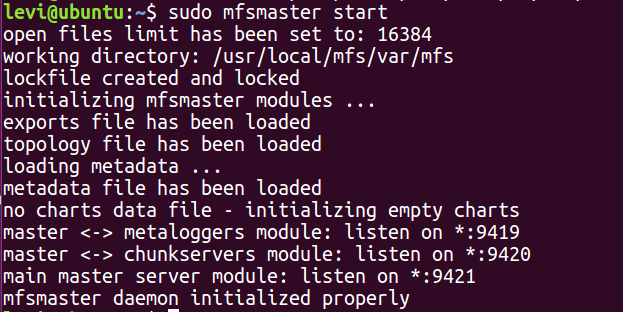 levi@ubuntu:~$ sudo mfsmaster start
open files limit has been set to: 16384
working directory: /usr/local/mfs/var/mfs
lockfile created and locked
initializing mfsmaster modules ...
exports file has been loaded
topology file has been loaded
loading metadata ...
metadata file has been loaded
no charts data file - initializing empty charts
master <-> metaloggers module: listen on *:9419
master <-> chunkservers module: listen on *:9420
main master server module: listen on *:9421
mfsmaster daemon initialized properly